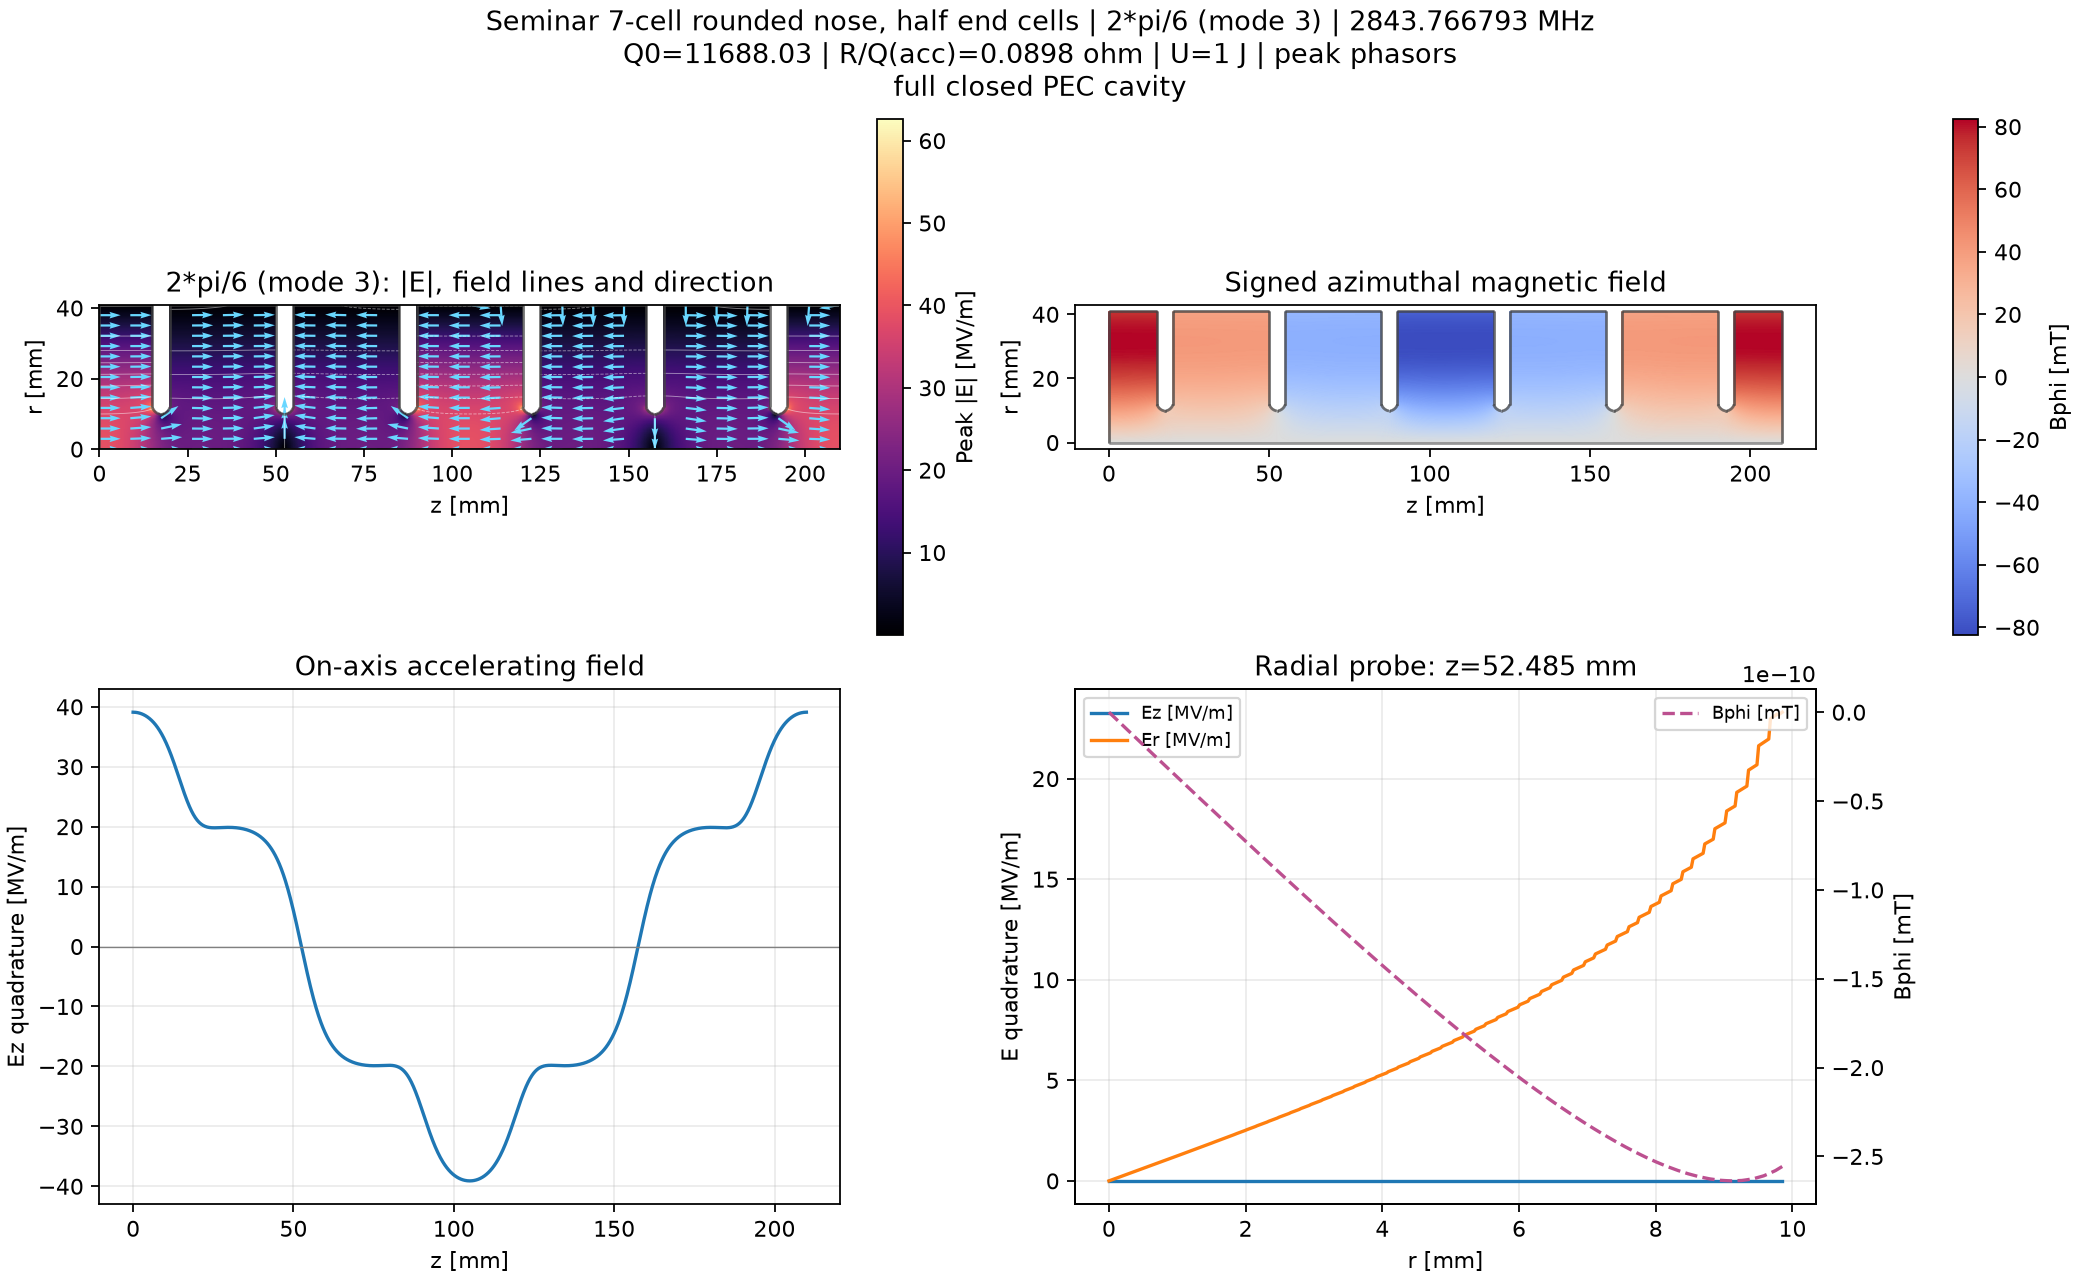 Seminar 7-cell rounded nose, half end cells | 2*pi/6 (mode 3) | 2843.766793 MHz
Q0=11688.03 | R/Q(acc)=0.0898 ohm | U=1 J | peak phasors
full closed PEC cavity
2*pi/6 (mode 3): |E|, field lines and direction
40
20
0
r [mm]
0 25 50 75 100 125 150 175 200
z [mm]
60
50
40
30
20
10
Peak |E| [MV/m]
Signed azimuthal magnetic field
40
20
0
r [mm]
0 50 100 150 200
z [mm]
80
60
40
20
0
−20
−40
−60
−80
Bphi [mT]
On-axis accelerating field
40
30
20
10
0
−10
−20
−30
−40
Ez quadrature [MV/m]
0 50 100 150 200
z [mm]
Radial probe: z=52.485 mm
1e−10
Ez [MV/m]
Er [MV/m]
Bphi [mT]
20
15
10
5
0
E quadrature [MV/m]
0 2 4 6 8 10
r [mm]
0.0
−0.5
−1.0
−1.5
−2.0
−2.5
Bphi [mT]